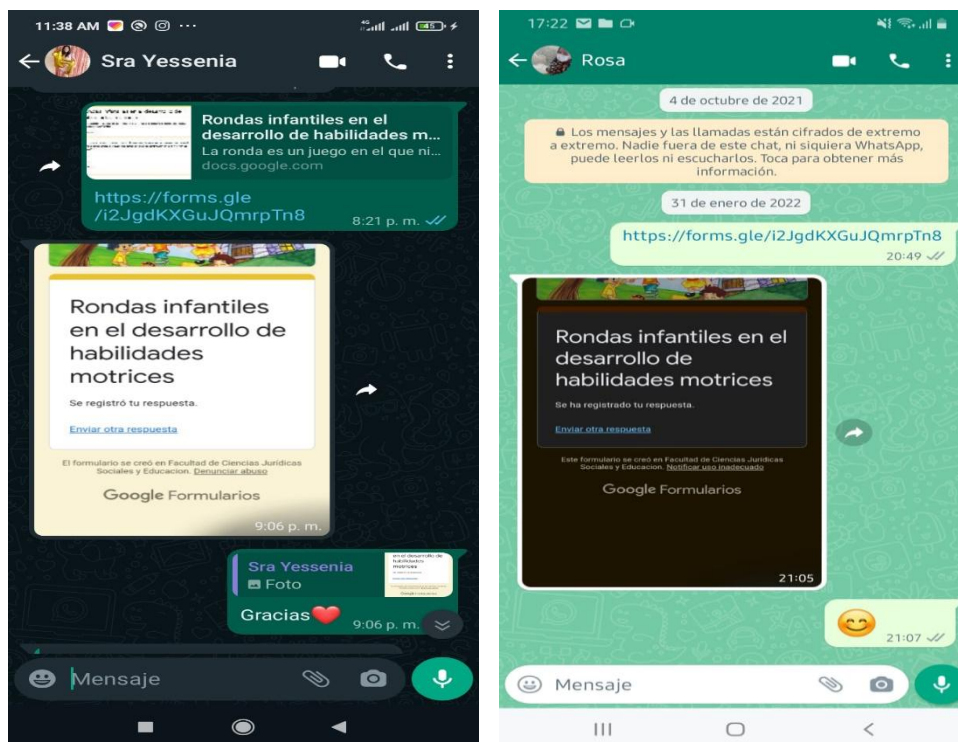 11:38 AM
45
Sra Yessenia
Rondas infantiles en el
desarrollo de habilidades m...
La ronda es un juego en el que ni...
docs.google.com
https://forms.gle
/i2JgdKXGuJQmrpTn8
8:21 p. m.
Rondas infantiles
en el desarrollo de
habilidades
motrices
Se registró tu respuesta.
Enviar otra respuesta
El formulario se creó en Facultad de Ciencias Jurídicas
Sociales y Educacion. Denunciar abuso
Google Formularios
9:06 p. m.
Sra Yessenia
Foto
Gracias
9:06 p. m.
Mensaje
17:22
Rosa
4 de octubre de 2021
Los mensajes y las llamadas están cifrados de extremo
a extremo. Nadie fuera de este chat, ni siquiera WhatsApp,
puede leerlos ni escucharlos. Toca para obtener más
información.
31 de enero de 2022
https://forms.gle/i2JgdKXGuJQmrpTn8
20:49
Rondas infantiles en el
desarrollo de
habilidades motrices
Se ha registrado tu respuesta.
Enviar otra respuesta
Este formulario se creó en Facultad de Ciencias Jurídicas
Sociales y Educacion. Notificar uso inadecuado
Google Formularios
21:05
21:07
Mensaje